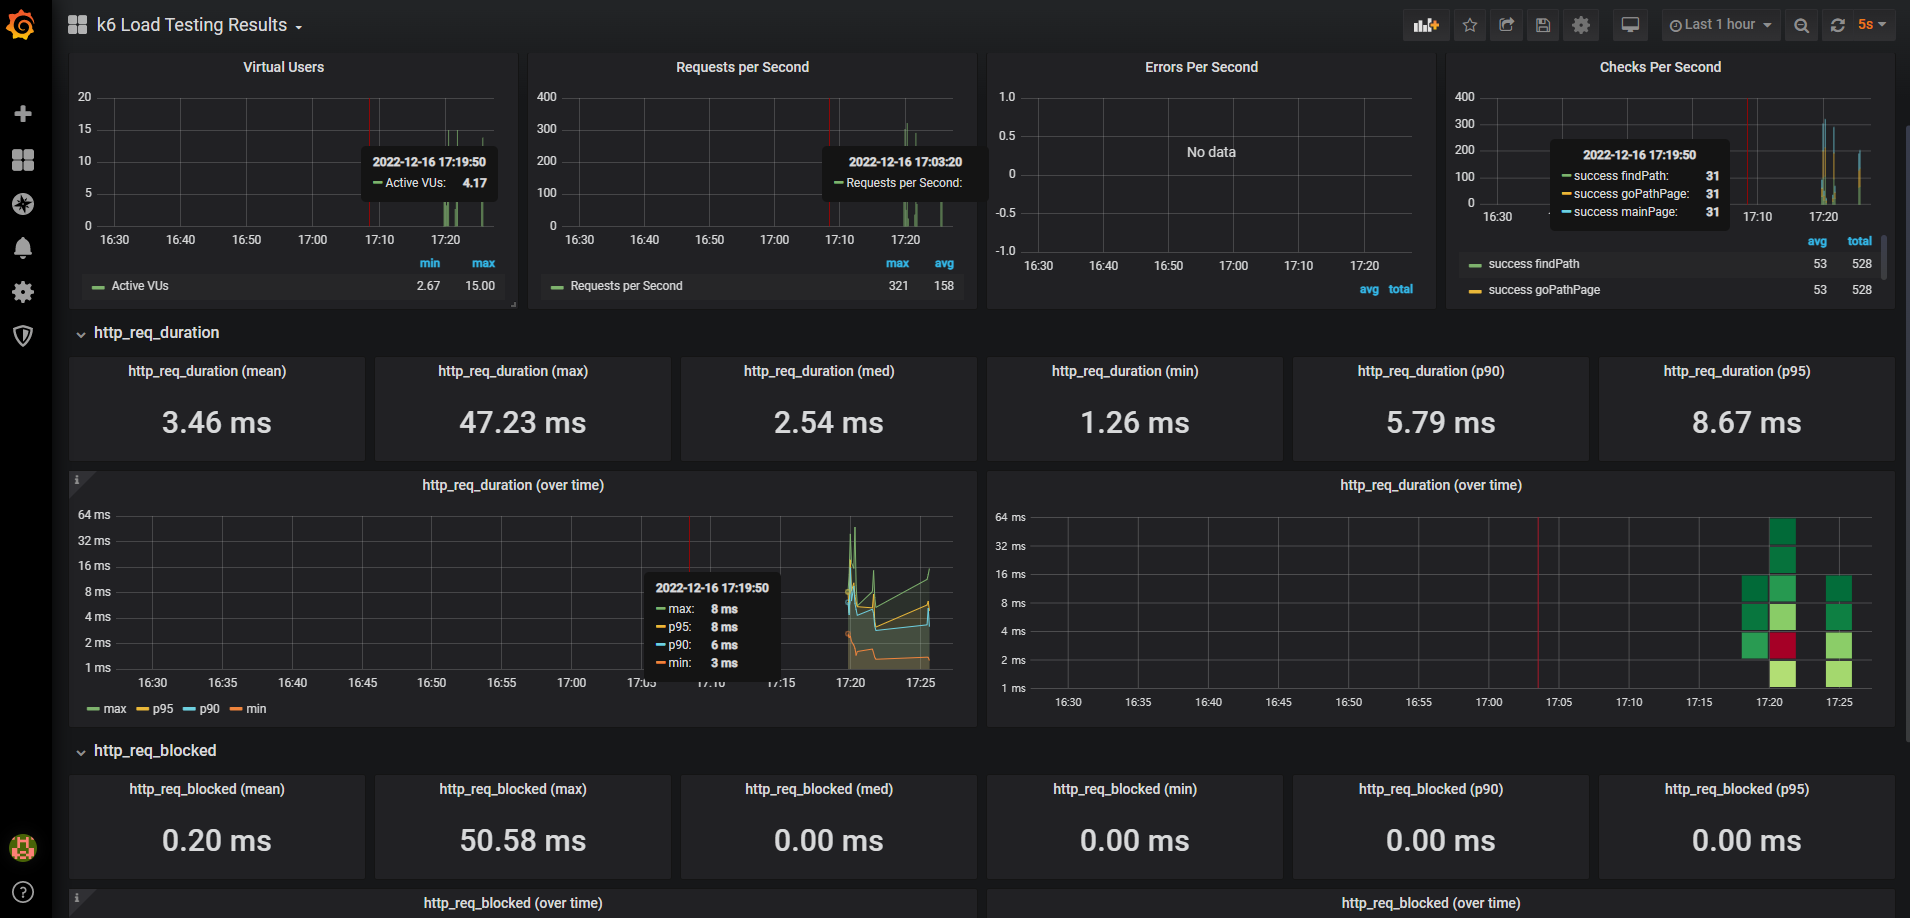 k6 Load Testing Results
Last 1 hour
5s
Virtual Users
20
15
10
5
0
16:30 16:40 16:50 17:00 17:10 17:20
2022-12-16 17:19:50
Active VUs: 4.17
min max
Active VUs 2.67 15.00
Requests per Second
400
300
200
100
0
16:30 16:40 16:50 17:00 17:10 17:20
2022-12-16 17:03:20
Requests per Second:
max avg
Requests per Second 321 158
Errors Per Second
1.0
0.5
0
-0.5
-1.0
No data
16:30 16:40 16:50 17:00 17:10 17:20
avg total
Checks Per Second
400
300
200
100
0
16:30 17:10 17:20
2022-12-16 17:19:50
success findPath: 31
success goPathPage: 31
success mainPage: 31
avg total
success findPath 53 528
success goPathPage 53 528
http_req_duration
http_req_duration (mean)
3.46 ms
http_req_duration (max)
47.23 ms
http_req_duration (med)
2.54 ms
http_req_duration (min)
1.26 ms
http_req_duration (p90)
5.79 ms
http_req_duration (p95)
8.67 ms
http_req_duration (over time)
64 ms
32 ms
16 ms
8 ms
4 ms
2 ms
1 ms
16:30 16:35 16:40 16:45 16:50 16:55 17:00 17:05 17:10 17:15 17:20 17:25
2022-12-16 17:19:50
max: 8 ms
p95: 8 ms
p90: 6 ms
min: 3 ms
max p95 p90 min
http_req_duration (over time)
64 ms
32 ms
16 ms
8 ms
4 ms
2 ms
1 ms
16:30 16:35 16:40 16:45 16:50 16:55 17:00 17:05 17:10 17:15 17:20 17:25
http_req_blocked
http_req_blocked (mean)
0.20 ms
http_req_blocked (max)
50.58 ms
http_req_blocked (med)
0.00 ms
http_req_blocked (min)
0.00 ms
http_req_blocked (p90)
0.00 ms
http_req_blocked (p95)
0.00 ms
http_req_blocked (over time)
http_req_blocked (over time)